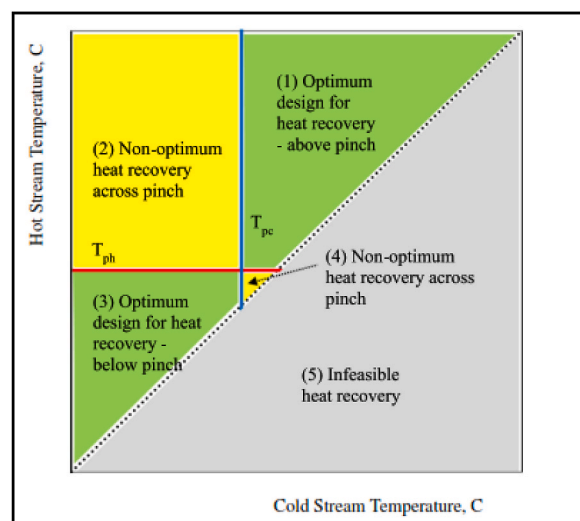 Hot Stream Temperature, C
(1) Optimum
design for
heat recovery
- above pinch
(2) Non-optimum
heat recovery
across pinch
T_pc
T_ph
(4) Non-optimum
heat recovery across
pinch
(3) Optimum
design for heat
recovery -
below pinch
(5) Infeasible
heat recovery
Cold Stream Temperature, C